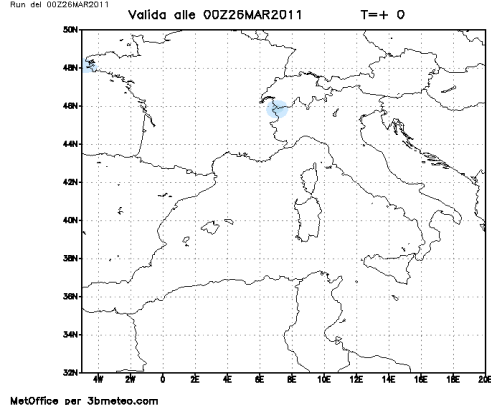 Run del 00Z26MAR2011
Valida alle 00Z26MAR2011 T=+ 0
50N
48N
46N
44N
42N
40N
38N
36N
34N
32N
4W 2W 0 2E 4E 6E 8E 10E 12E 14E 16E 18E 20E
MetOffice per 3bmeteo.com